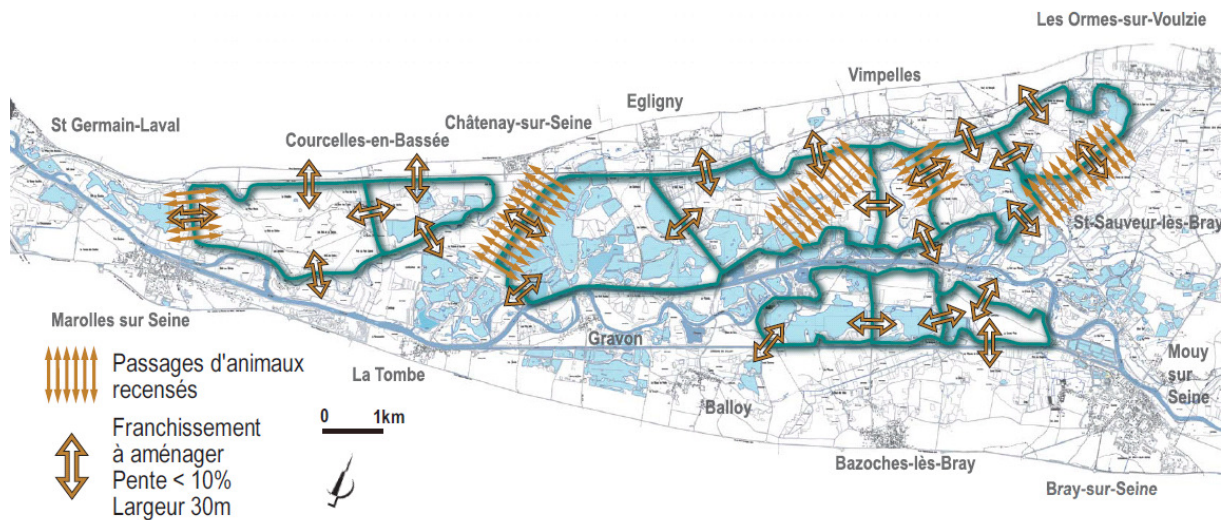 Les Ormes-sur-Voulzie
Vimpelles
Egligny
Châtenay-sur-Seine
St Germain-Laval
Courcelles-en-Bassée
St-Sauveur-lès-Bray
Marolles sur Seine
Gravon
La Tombe
Mouy
sur
Seine
Balloy
Bazoches-lès-Bray
Bray-sur-Seine
Passages d'animaux
recensés
0 1km
Franchissement
à aménager
Pente < 10%
Largeur 30m